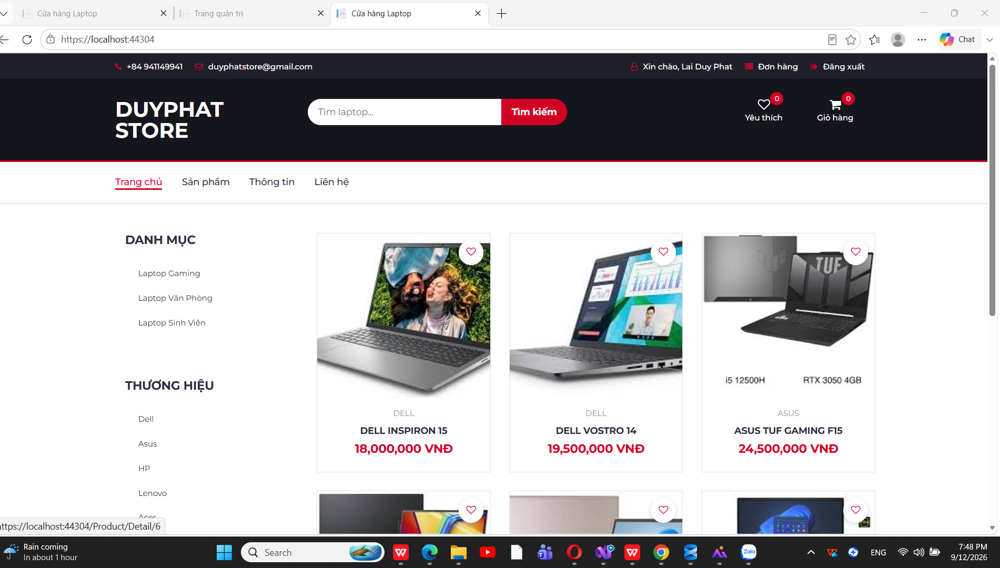 Cửa hàng Laptop
Trang quản trị
Cửa hàng Laptop
https://localhost:44304
Chat
+84 941149941
duyphatstore@gmail.com
Xin chào, Lai Duy Phat
Đơn hàng
Đăng xuất
DUYPHAT
STORE
Tìm laptop...
Tìm kiếm
0
Yêu thích
0
Giỏ hàng
Trang chủ
Sản phẩm
Thông tin
Liên hệ
DANH MỤC
Laptop Gaming
Laptop Văn Phòng
Laptop Sinh Viên
THƯƠNG HIỆU
Dell
Asus
HP
Lenovo
Acer
DELL
DELL INSPIRON 15
18,000,000 VNĐ
DELL
DELL VOSTRO 14
19,500,000 VNĐ
TUF
i5 12500H
RTX 3050 4GB
ASUS
ASUS TUF GAMING F15
24,500,000 VNĐ
ttps://localhost:44304/Product/Detail/6
Rain coming
In about 1 hour
Search
Zalo
ENG
7:48 PM
9/12/2026